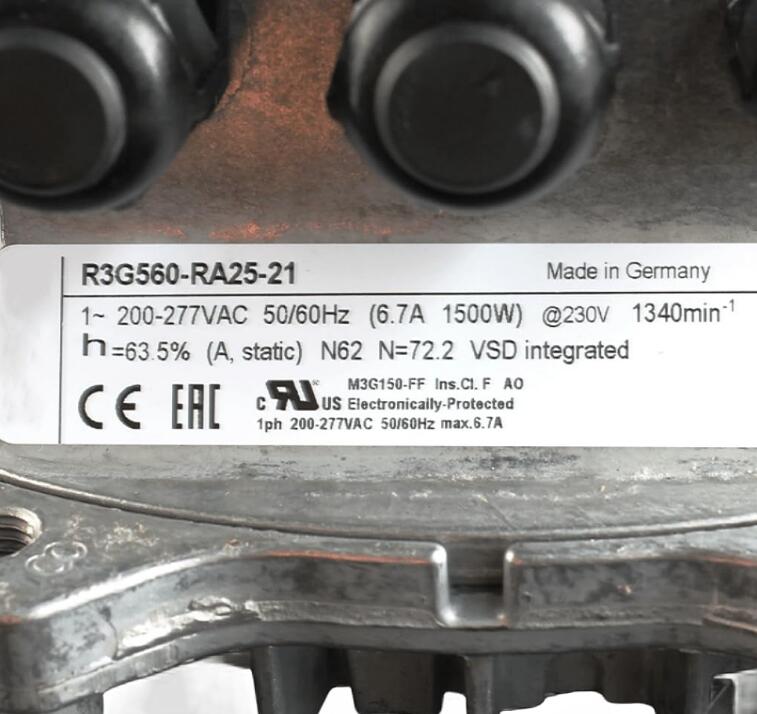 R3G560-RA25-21 Made in Germany
1~ 200-277VAC 50/60Hz (6.7A 1500W) @230V 1340min⁻¹
h=63.5% (A, static) N62 N=72.2 VSD integrated
CE EAC c RU US M3G150-FF Ins.Cl. F AO
Electronically-Protected
1ph 200-277VAC 50/60Hz max.6.7A